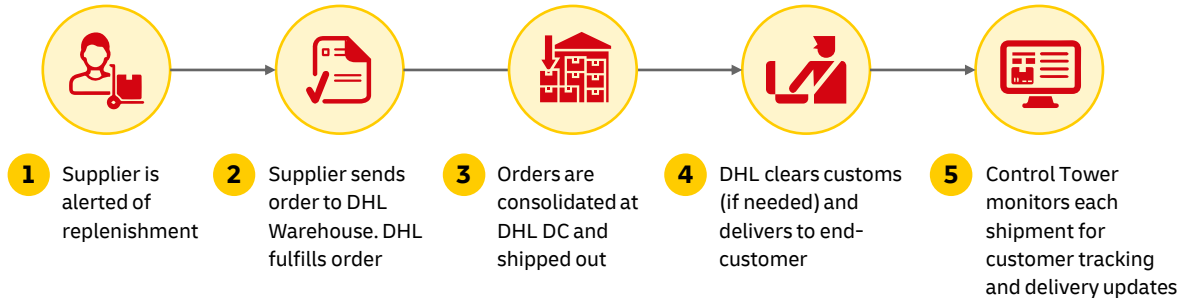 1
Supplier is
alerted of
replenishment
2
Supplier sends
order to DHL
Warehouse. DHL
fulfills order
3
Orders are
consolidated at
DHL DC and
shipped out
4
DHL clears customs
(if needed) and
delivers to end-
customer
5
Control Tower
monitors each
shipment for
customer tracking
and delivery updates